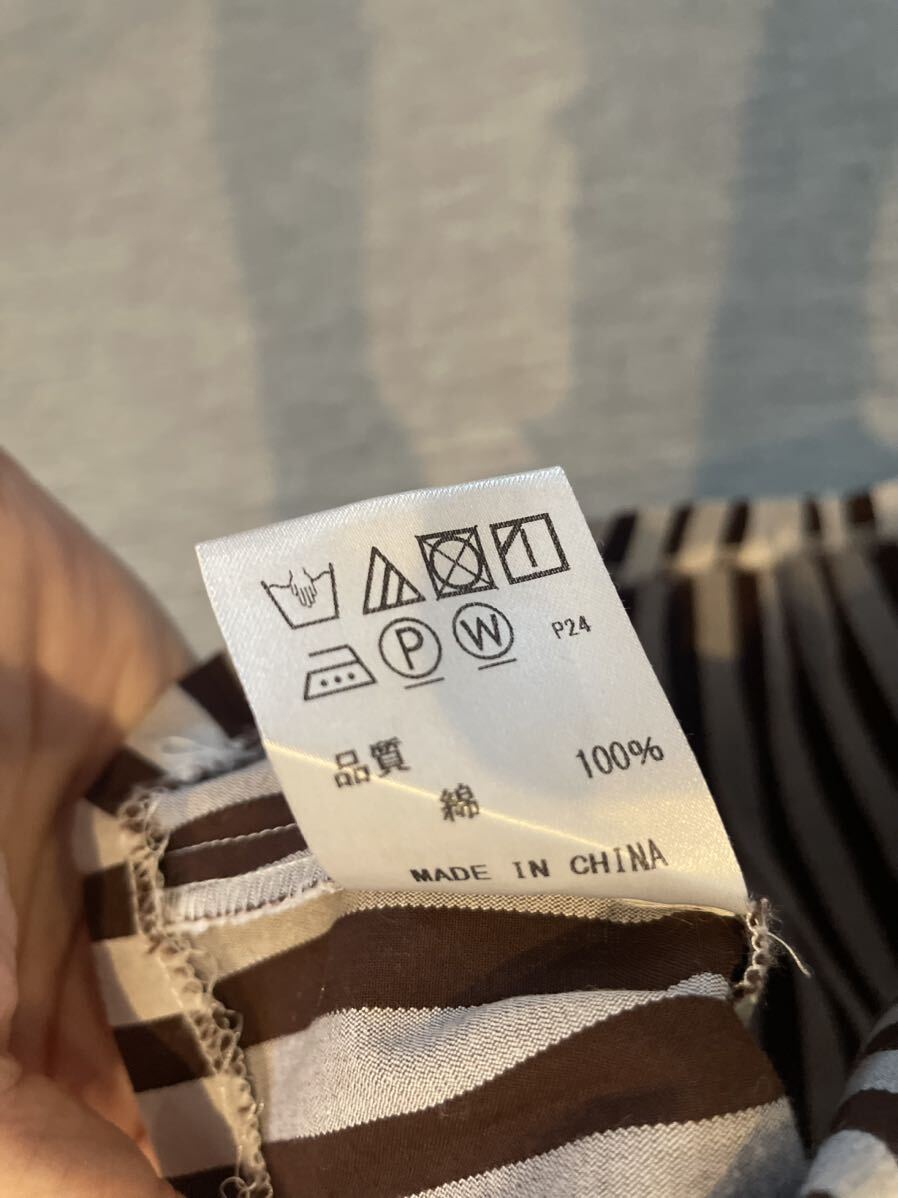 P W P24
品質
綿 100%
MADE IN CHINA